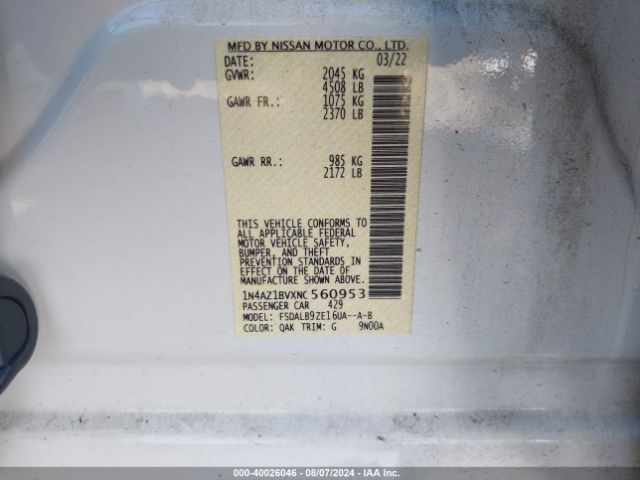 MFD BY NISSAN MOTOR CO., LTD.
DATE: 03/22
GVWR: 2045 KG
4508 LB
GAWR FR.: 1075 KG
2370 LB
GAWR RR.: 985 KG
2172 LB
THIS VEHICLE CONFORMS TO
ALL APPLICABLE FEDERAL
MOTOR VEHICLE SAFETY,
BUMPER, AND THEFT
PREVENTION STANDARDS IN
EFFECT ON THE DATE OF
MANUFACTURE SHOWN ABOVE.
1N4AZ1BVXNC560953
PASSENGER CAR 429
MODEL: FSDALB9ZE16UA--A-B
COLOR: QAK TRIM: G 9N00A
000-40026046 - 08/07/2024 - IAA Inc.